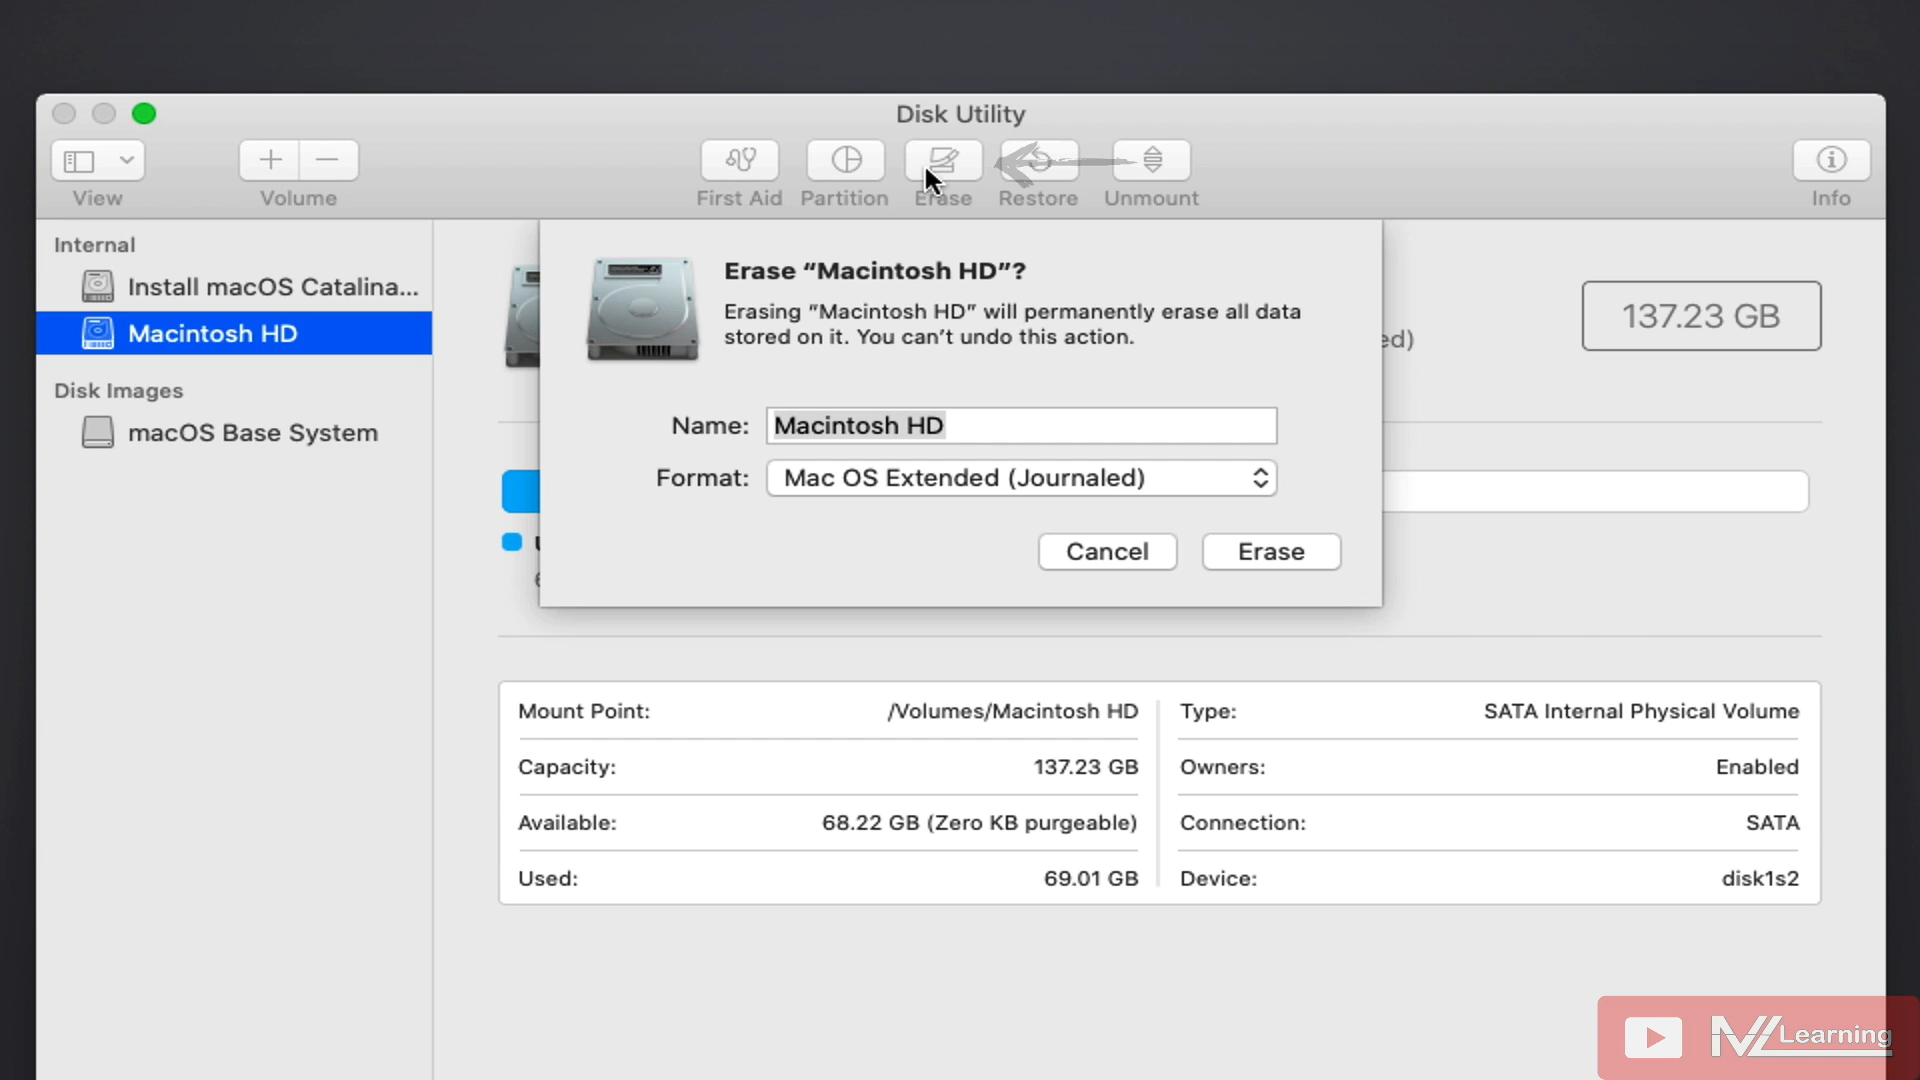 Disk Utility
View
Volume
First Aid
Partition
Erase
Restore
Unmount
Info
Internal
Install macOS Catalina...
Macintosh HD
Disk Images
macOS Base System
Erase “Macintosh HD”?
Erasing “Macintosh HD” will permanently erase all data
stored on it. You can’t undo this action.
Name: Macintosh HD
Format: Mac OS Extended (Journaled)
Cancel
Erase
ed)
137.23 GB
Mount Point: /Volumes/Macintosh HD
Capacity: 137.23 GB
Available: 68.22 GB (Zero KB purgeable)
Used: 69.01 GB
Type: SATA Internal Physical Volume
Owners: Enabled
Connection: SATA
Device: disk1s2
Learning